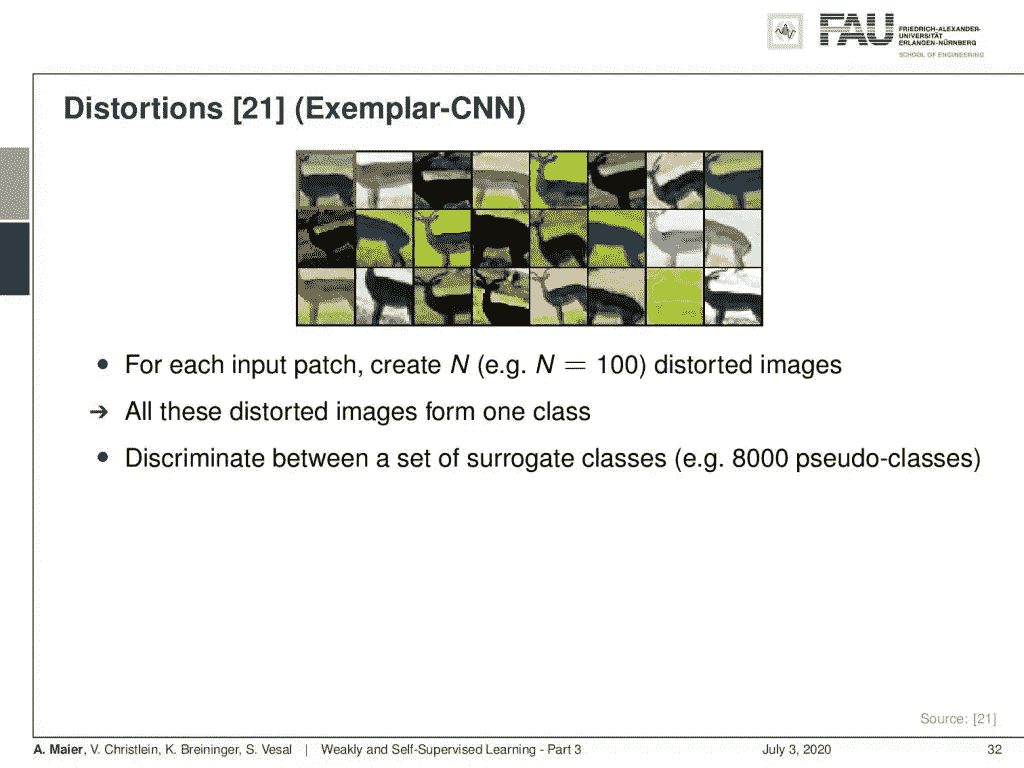 FAU
FRIEDRICH-ALEXANDER-
UNIVERSITÄT
ERLANGEN-NÜRNBERG
SCHOOL OF ENGINEERING
Distortions [21] (Exemplar-CNN)
• For each input patch, create N (e.g. N = 100) distorted images
➔ All these distorted images form one class
• Discriminate between a set of surrogate classes (e.g. 8000 pseudo-classes)
Source: [21]
A. Maier, V. Christlein, K. Breininger, S. Vesal | Weakly and Self-Supervised Learning - Part 3 July 3, 2020 32